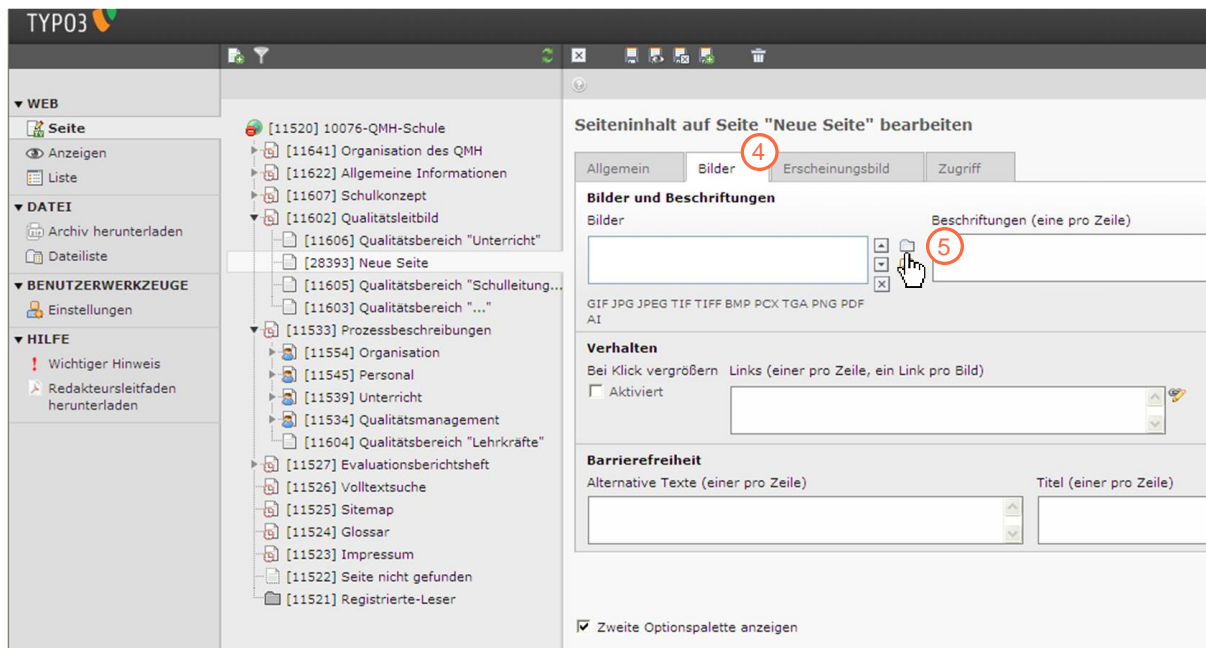 TYPO3
WEB
Seite
Anzeigen
Liste
DATEI
Archiv herunterladen
Dateiliste
BENUTZERWERKZEUGE
Einstellungen
HILFE
Wichtiger Hinweis
Redakteursleitfaden
herunterladen
[11520] 10076-QMH-Schule
[11641] Organisation des QMH
[11622] Allgemeine Informationen
[11607] Schulkonzept
[11602] Qualitätsleitbild
[11606] Qualitätsbereich "Unterricht"
[28393] Neue Seite
[11605] Qualitätsbereich "Schulleitung...
[11603] Qualitätsbereich "..."
[11533] Prozessbeschreibungen
[11554] Organisation
[11545] Personal
[11539] Unterricht
[11534] Qualitätsmanagement
[11604] Qualitätsbereich "Lehrkräfte"
[11527] Evaluationsberichtsheft
[11526] Volltextsuche
[11525] Sitemap
[11524] Glossar
[11523] Impressum
[11522] Seite nicht gefunden
[11521] Registrierte-Leser
Seiteninhalt auf Seite "Neue Seite" bearbeiten
Allgemein Bilder 4 Erscheinungsbild Zugriff
Bilder und Beschriftungen
Bilder Beschriftungen (eine pro Zeile)
5
GIF JPG JPEG TIF TIFF BMP PCX TGA PNG PDF
AI
Verhalten
Bei Klick vergrößern Links (einer pro Zeile, ein Link pro Bild)
Aktiviert
Barrierefreiheit
Alternative Texte (einer pro Zeile) Titel (einer pro Zeile)
Zweite Optionspalette anzeigen